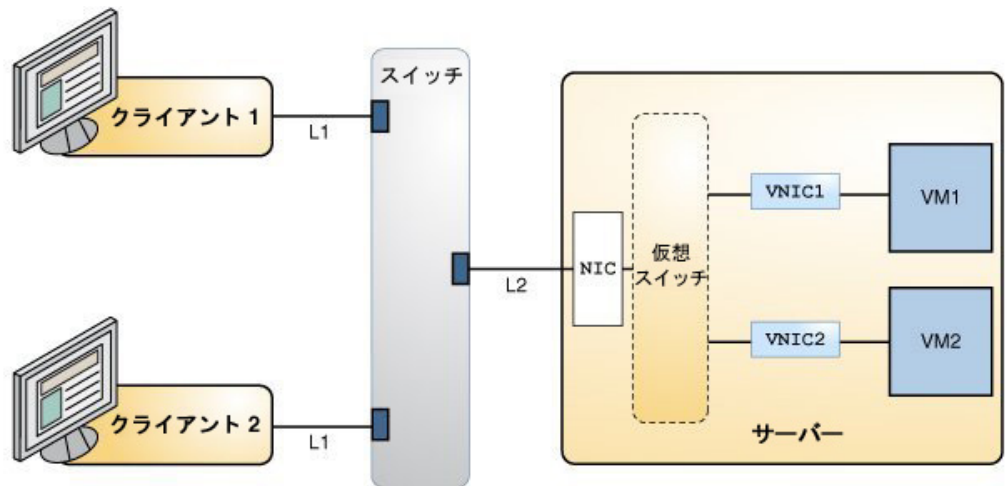 スイッチ
クライアント 1
L1
VNIC1
VM1
NIC
仮想
スイッチ
L2
VNIC2
VM2
クライアント 2
L1
サーバー